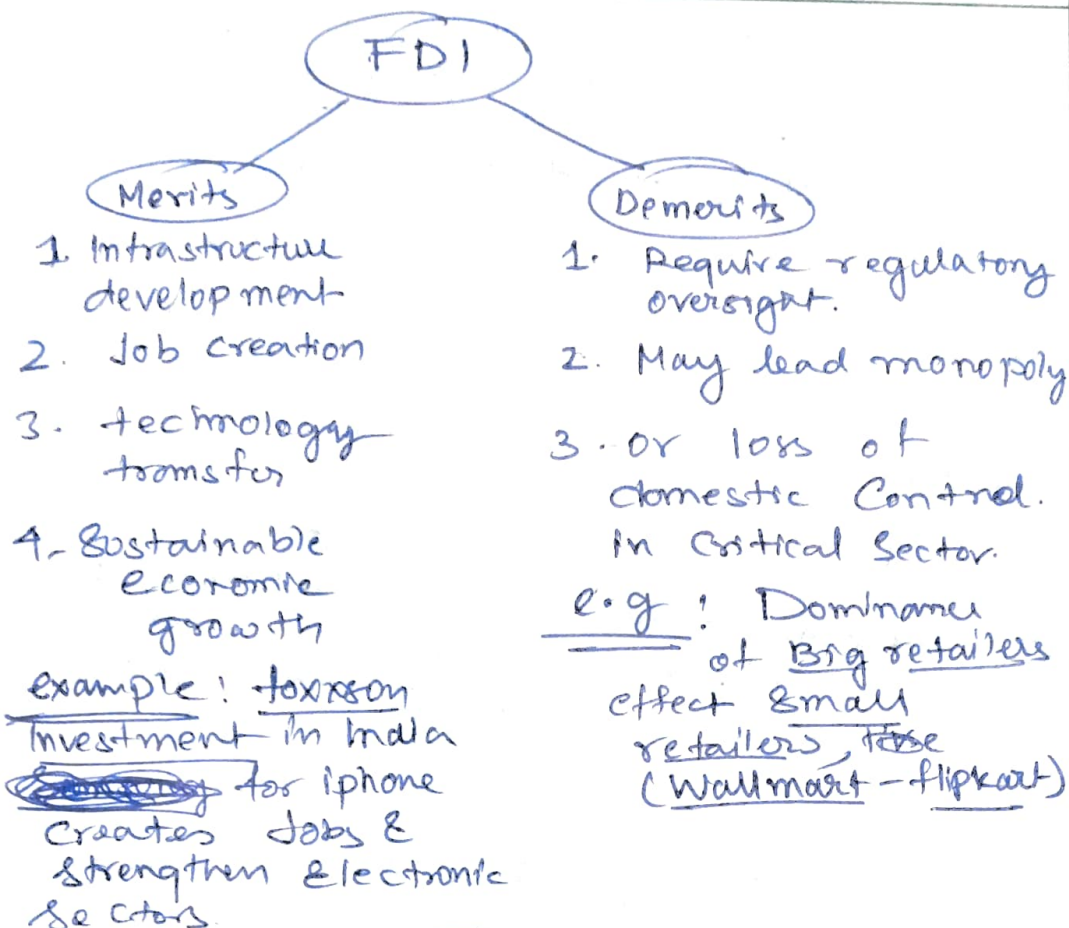 FDI
Merits
1. Infrastructure
development
2. Job creation
3. technology
transfer
4. Sustainable
economic
growth
example: foxxson
Investment in India
for iphone
Creates Jobs &
Strengthen Electronic
Sectors
Demerits
1. Require regulatory
oversight.
2. May lead monopoly
3. or loss of
domestic Control.
in Critical Sector.
e.g: Dominance
of Big retailers
effect Small
retailers,
(Wallmart - flipkart)